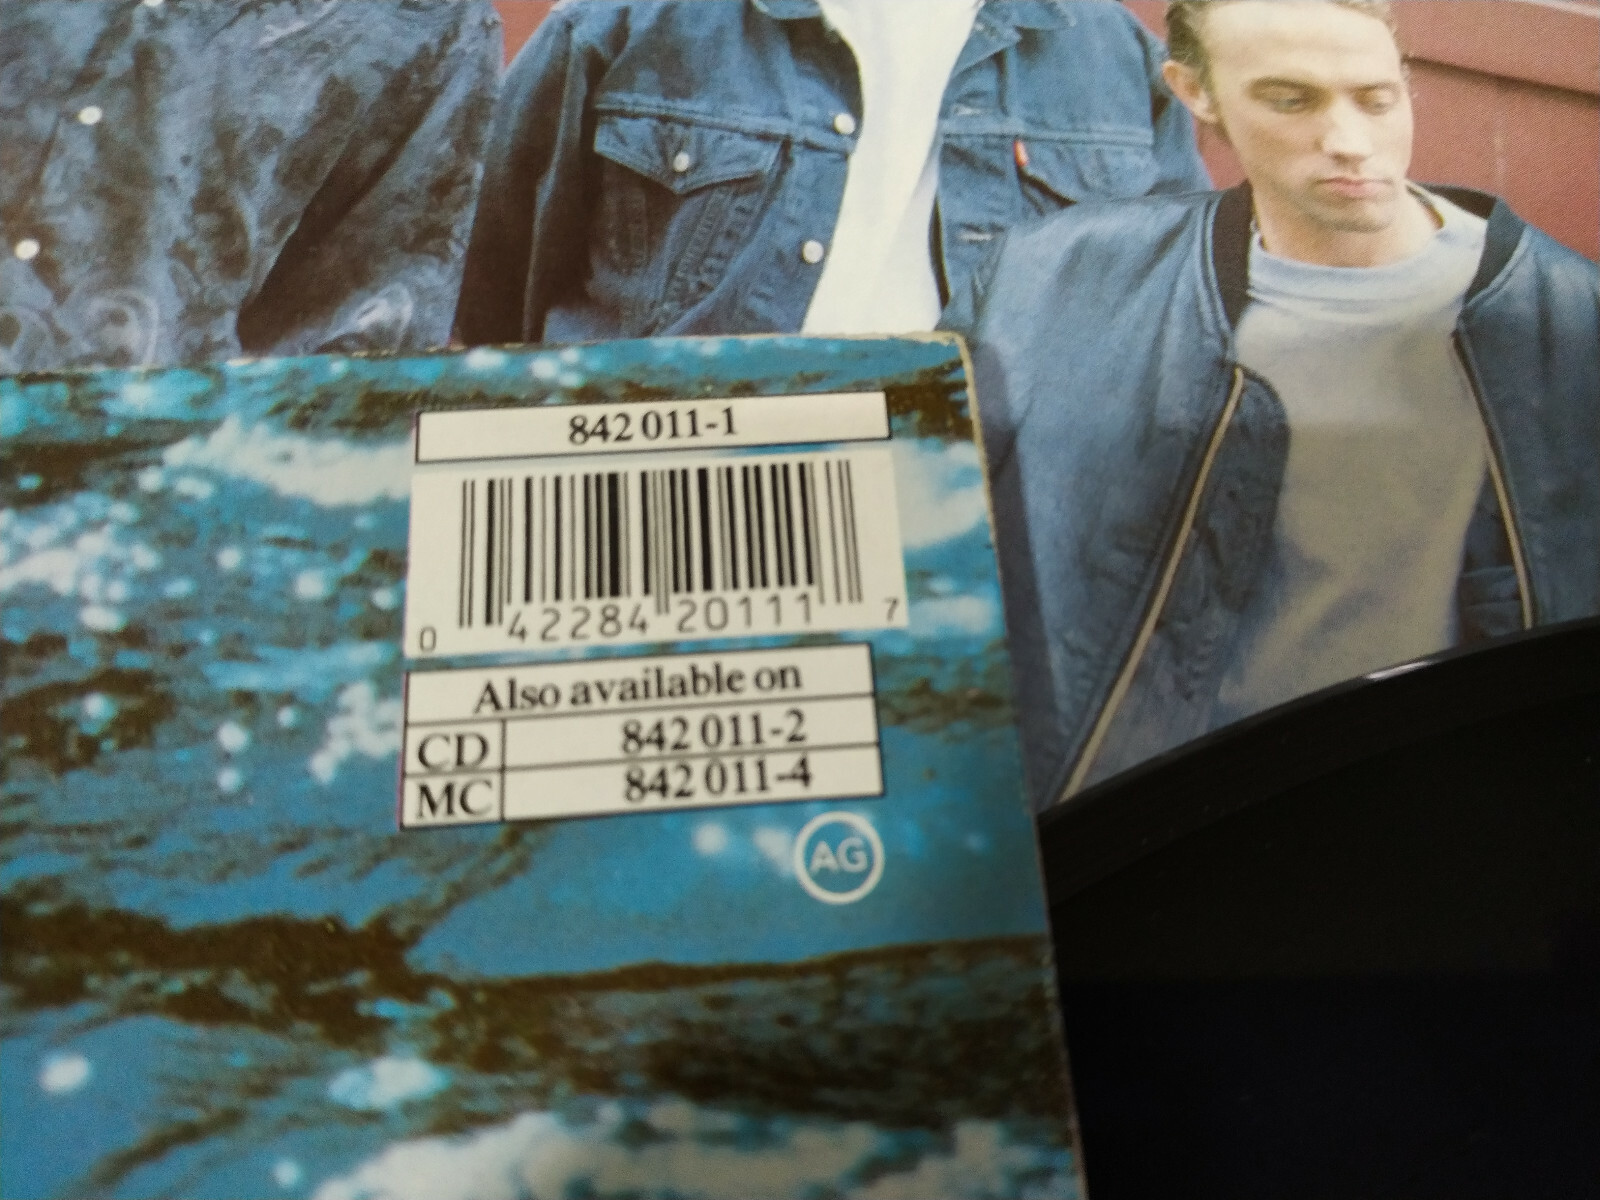 842 011-1
0 42284 20111 7
Also available on
CD 842 011-2
MC 842 011-4
AG